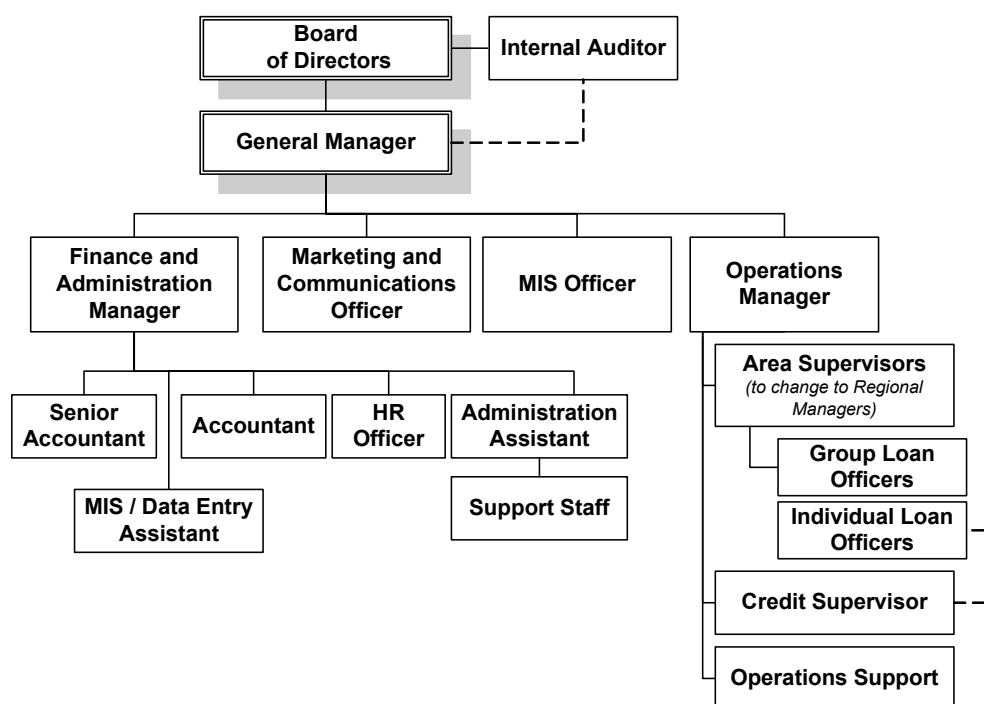 Board
of Directors
Internal Auditor
General Manager
Finance and
Administration
Manager
Marketing and
Communications
Officer
MIS Officer
Operations
Manager
Senior
Accountant
Accountant
HR
Officer
Administration
Assistant
MIS / Data Entry
Assistant
Support Staff
Area Supervisors
(to change to Regional
Managers)
Group Loan
Officers
Individual Loan
Officers
Credit Supervisor
Operations Support